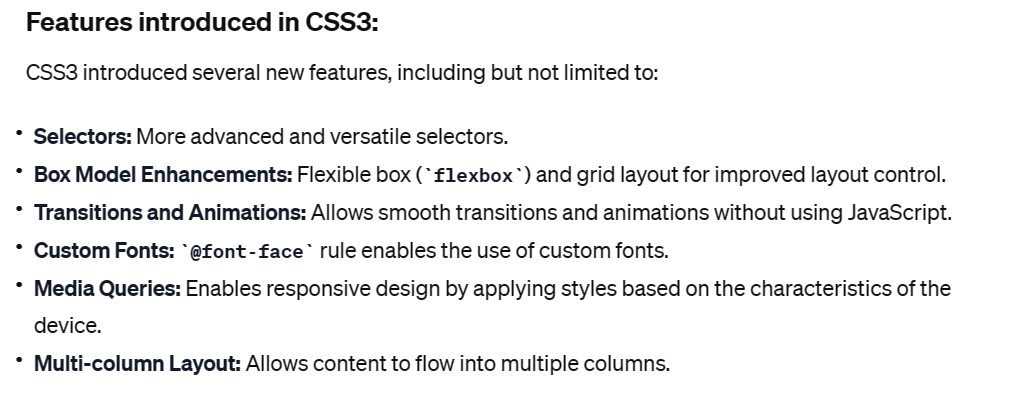 Features introduced in CSS3:
CSS3 introduced several new features, including but not limited to:
• Selectors: More advanced and versatile selectors.
• Box Model Enhancements: Flexible box (`flexbox`) and grid layout for improved layout control.
• Transitions and Animations: Allows smooth transitions and animations without using JavaScript.
• Custom Fonts: `@font-face` rule enables the use of custom fonts.
• Media Queries: Enables responsive design by applying styles based on the characteristics of the
device.
• Multi-column Layout: Allows content to flow into multiple columns.